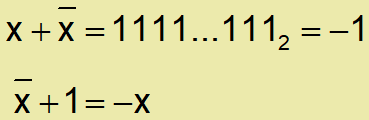 x + x̅ = 1111...111₂ = −1
x̅ + 1 = −x